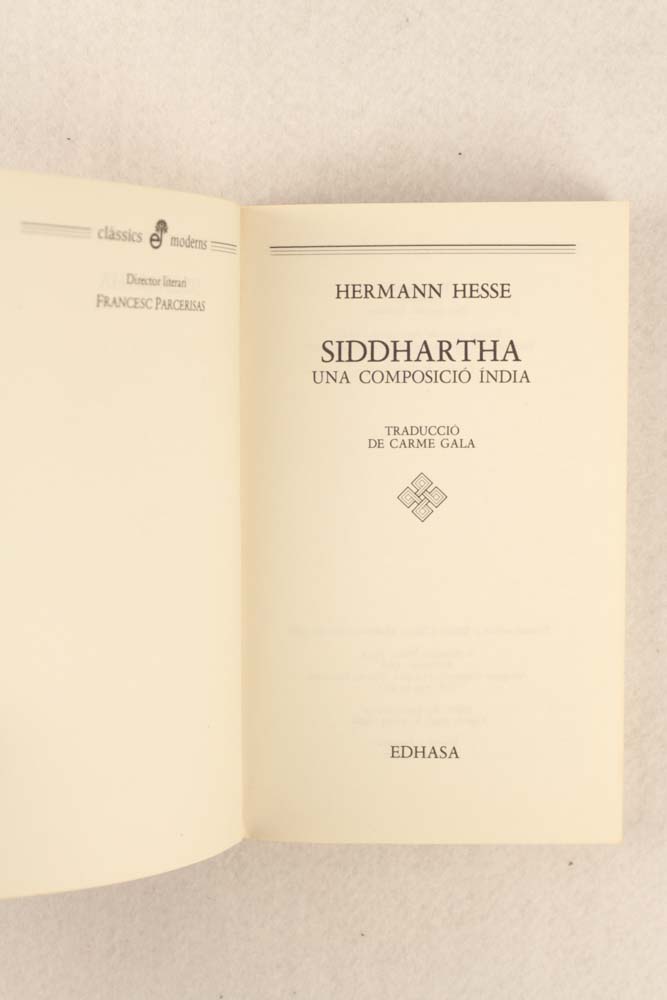 clàssics moderns
Director literari
FRANCESC PARCERISAS
HERMANN HESSE
SIDDHARTHA
UNA COMPOSICIÓ ÍNDIA
TRADUCCIÓ
DE CARME GALA
EDHASA